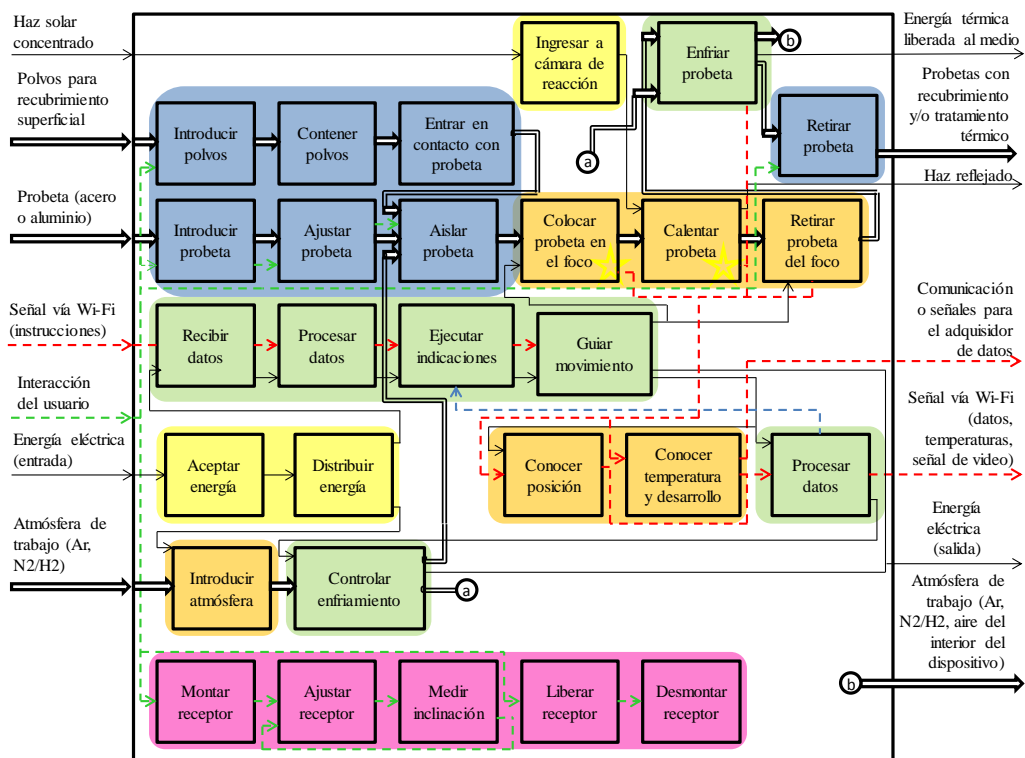 Haz solar
concentrado
Polvos para
recubrimiento
superficial
Probeta (acero
o aluminio)
Señal vía Wi-Fi
(instrucciones)
Interacción
del usuario
Energía eléctrica
(entrada)
Atmósfera de
trabajo (Ar,
N2/H2)
Ingresar a
cámara de
reacción
Enfriar
probeta
b
a
Introducir
polvos
Contener
polvos
Entrar en
contacto con
probeta
Retirar
probeta
Introducir
probeta
Ajustar
probeta
Aislar
probeta
Colocar
probeta en
el foco
Calentar
probeta
Retirar
probeta
del foco
Recibir
datos
Procesar
datos
Ejecutar
indicaciones
Guiar
movimiento
Aceptar
energía
Distribuir
energía
Conocer
posición
Conocer
temperatura
y desarrollo
Procesar
datos
Introducir
atmósfera
Controlar
enfriamiento
a
Montar
receptor
Ajustar
receptor
Medir
inclinación
Liberar
receptor
Desmontar
receptor
Energía térmica
liberada al medio
Probetas con
recubrimiento
y/o tratamiento
térmico
Haz reflejado
Comunicación
o señales para
el adquisidor
de datos
Señal vía Wi-Fi
(datos,
temperaturas,
señal de video)
Energía
eléctrica
(salida)
Atmósfera de
trabajo (Ar,
N2/H2, aire del
interior del
dispositivo)
b